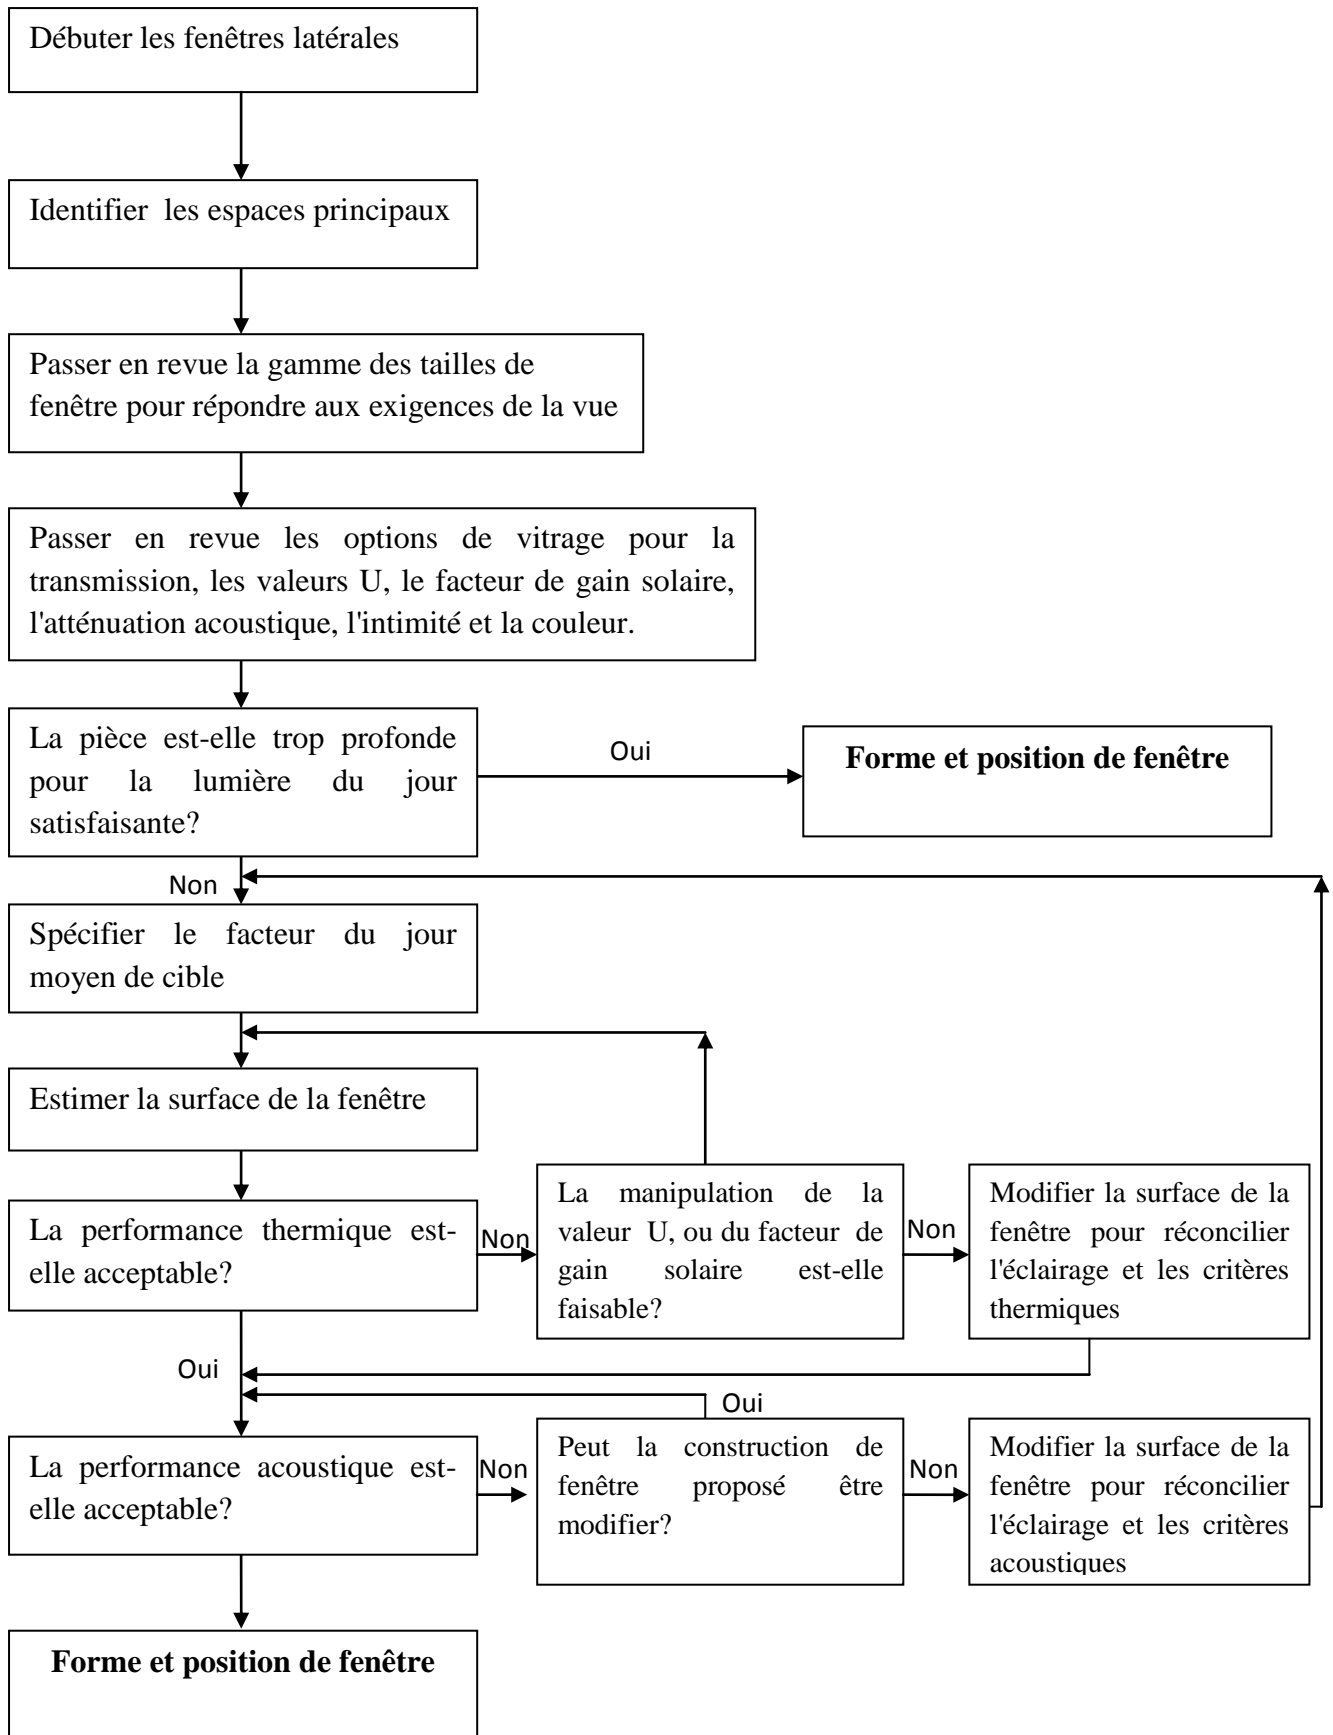 Débuter les fenêtres latérales
Identifier les espaces principaux
Passer en revue la gamme des tailles de
fenêtre pour répondre aux exigences de la vue
Passer en revue les options de vitrage pour la
transmission, les valeurs U, le facteur de gain solaire,
l'atténuation acoustique, l'intimité et la couleur.
La pièce est-elle trop profonde
pour la lumière du jour
satisfaisante?
Oui
Forme et position de fenêtre
Non
Spécifier le facteur du jour
moyen de cible
Estimer la surface de la fenêtre
La performance thermique est-
elle acceptable?
Non
La manipulation de la
valeur U, ou du facteur de
gain solaire est-elle
faisable?
Non
Modifier la surface de la
fenêtre pour réconcilier
l'éclairage et les critères
thermiques
Oui
Oui
La performance acoustique est-
elle acceptable?
Non
Peut la construction de
fenêtre proposé être
modifier?
Non
Modifier la surface de la
fenêtre pour réconcilier
l'éclairage et les critères
acoustiques
Forme et position de fenêtre